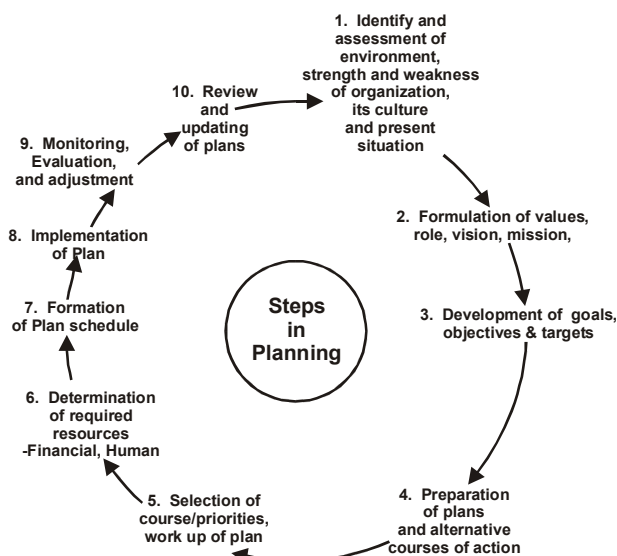 1. Identify and
assessment of
environment,
strength and weakness
of organization,
its culture
and present
situation
2. Formulation of values,
role, vision, mission,
3. Development of goals,
objectives & targets
4. Preparation
of plans
and alternative
courses of action
5. Selection of
course/priorities,
work up of plan
6. Determination
of required
resources
-Financial, Human
7. Formation
of Plan schedule
8. Implementation
of Plan
9. Monitoring,
Evaluation,
and adjustment
10. Review
and
updating
of plans
Steps
in
Planning